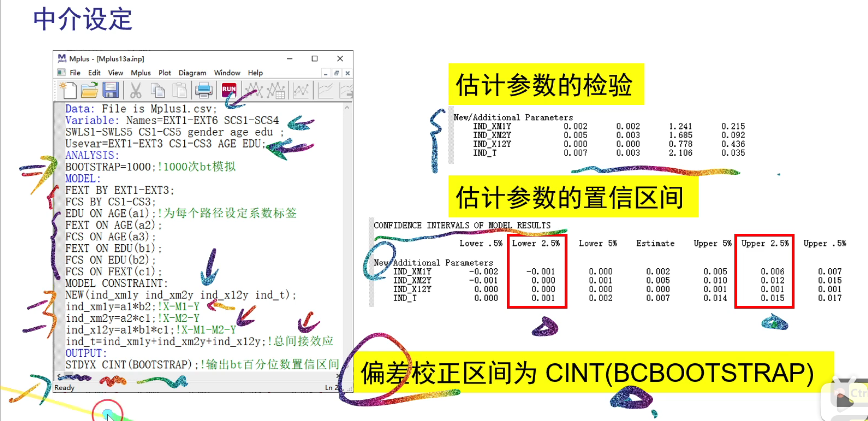 中介设定
Mplus - [Mplus13a.inp]
File Edit View Mplus Plot Diagram Window Help
RUN
Data: File is Mplus1.csv;
Variable: Names=EXT1-EXT6 SCS1-SCS4
SWLS1-SWLS5 CS1-CS5 gender age edu ;
Usevar=EXT1-EXT3 CS1-CS3 AGE EDU;
ANALYSIS:
BOOTSTRAP=1000;!1000次bt模拟
MODEL:
FEXT BY EXT1-EXT3;
FCS BY CS1-CS3;
EDU ON AGE(a1);!为每个路径设定系数标签
FEXT ON AGE(a2);
FCS ON AGE(a3);
FEXT ON EDU(b1);
FCS ON EDU(b2);
FCS ON FEXT(c1);
MODEL CONSTRAINT:
NEW(ind_xm1y ind_xm2y ind_x12y ind_t);
ind_xm1y=a1*b2;!X-M1-Y
ind_xm2y=a2*c1;!X-M2-Y
ind_x12y=a1*b1*c1;!X-M1-M2-Y
ind_t=ind_xm1y+ind_xm2y+ind_x12y;!总间接效应
OUTPUT:
STDYX CINT(BOOTSTRAP);!输出bt百分位数置信区间
Ready
估计参数的检验
New/Additional Parameters
IND_XM1Y 0.002 0.002 1.241 0.215
IND_XM2Y 0.005 0.003 1.685 0.092
IND_X12Y 0.000 0.000 0.778 0.436
IND_T 0.007 0.003 2.106 0.035
估计参数的置信区间
CONFIDENCE INTERVALS OF MODEL RESULTS
Lower .5% Lower 2.5% Lower 5% Estimate Upper 5% Upper 2.5% Upper .5%
New/Additional Parameters
IND_XM1Y -0.002 -0.001 0.000 0.002 0.005 0.006 0.007
IND_XM2Y -0.001 0.000 0.001 0.005 0.010 0.012 0.015
IND_X12Y 0.000 0.000 0.000 0.000 0.001 0.001 0.001
IND_T 0.000 0.001 0.002 0.007 0.014 0.015 0.017
偏差校正区间为 CINT(BCBOOTSTRAP)